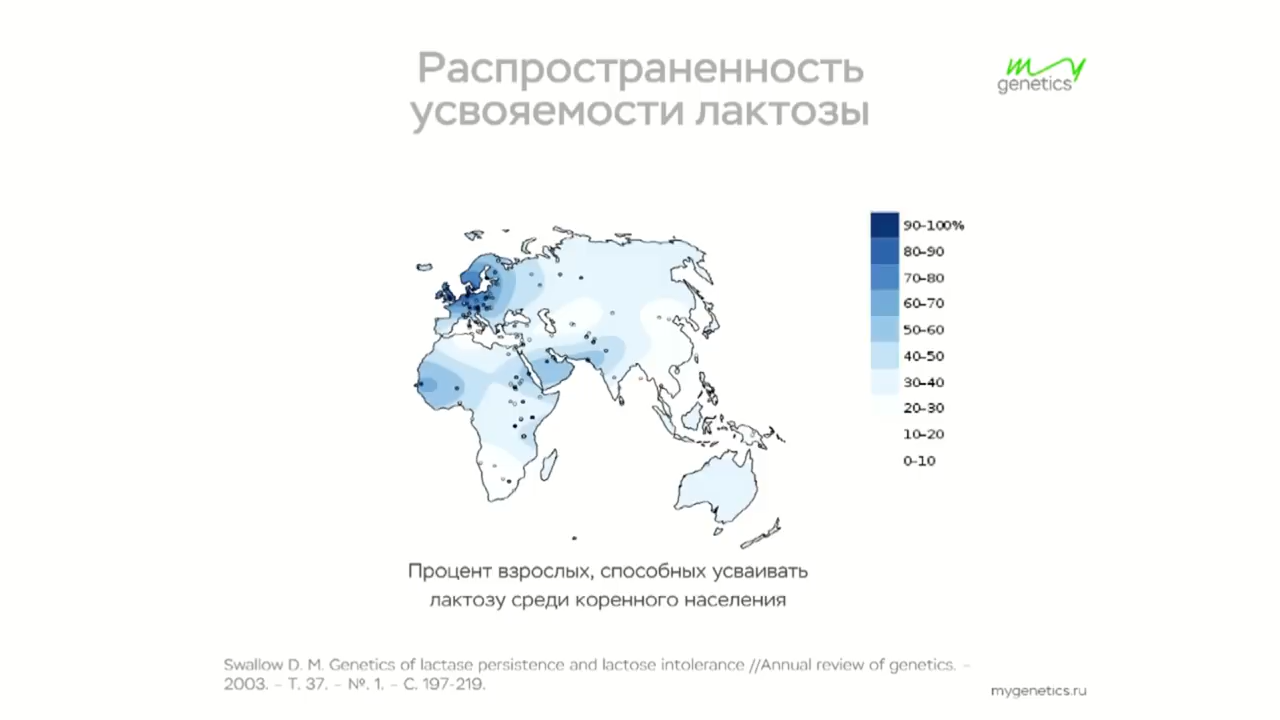 Распространенность
усвояемости лактозы
my
genetics
90-100%
80-90
70-80
60-70
50-60
40-50
30-40
20-30
10-20
0-10
Процент взрослых, способных усваивать
лактозу среди коренного населения
Swallow D. M. Genetics of lactase persistence and lactose intolerance //Annual review of genetics. –
2003. – Т. 37. – №. 1. – С. 197-219.
mygenetics.ru